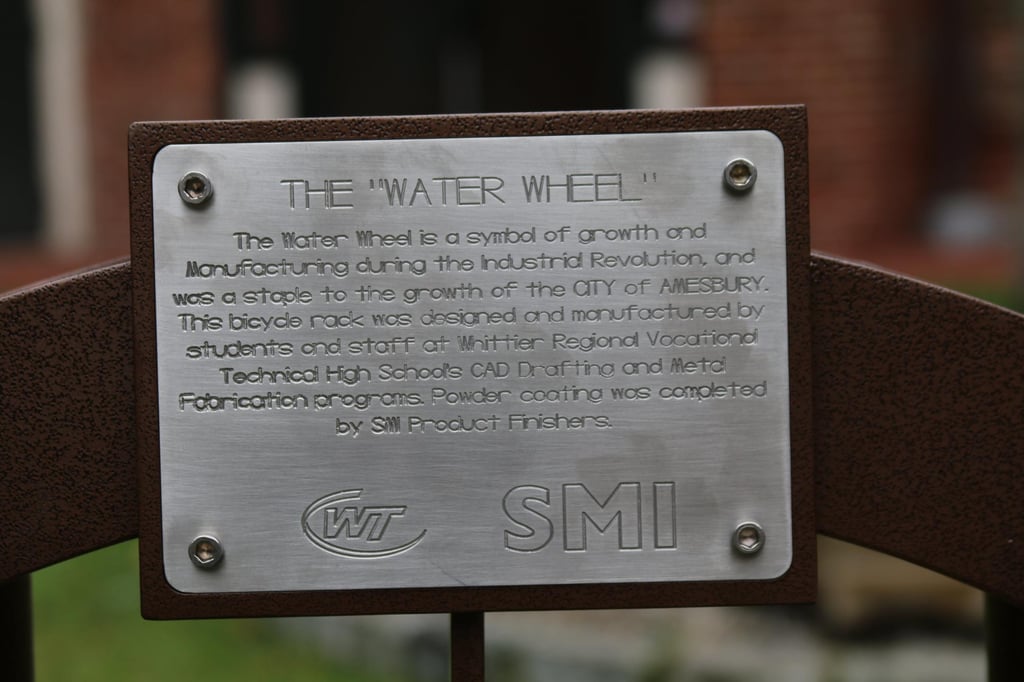 THE "WATER WHEEL"
The Water Wheel is a symbol of growth and
Manufacturing during the Industrial Revolution, and
was a staple to the growth of the CITY of AMESBURY.
This bicycle rack was designed and manufactured by
students and staff at Whittier Regional Vocational
Technical High School's CAD Drafting and Metal
Fabrication programs. Powder coating was completed
by SMI Product Finishers.
WT SMI